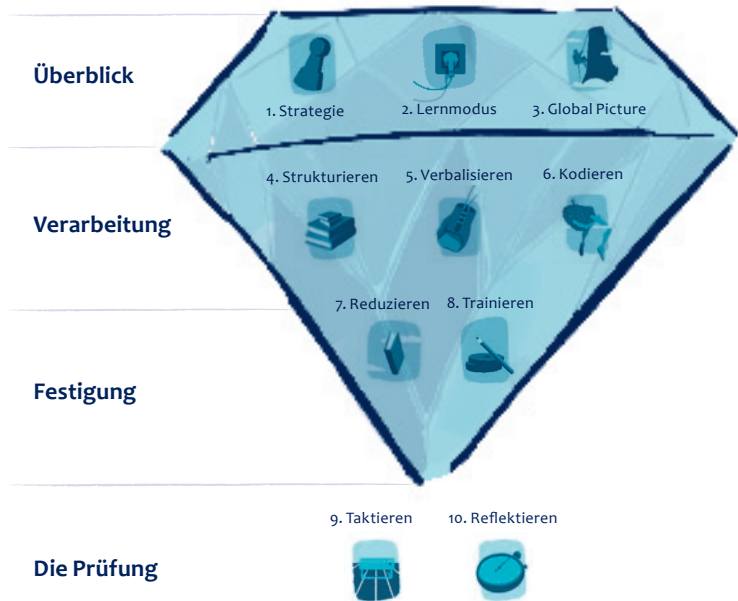 Überblick
1. Strategie
2. Lernmodus
3. Global Picture
4. Strukturieren
5. Verbalisieren
6. Kodieren
Verarbeitung
7. Reduzieren
8. Trainieren
Festigung
9. Taktieren
10. Reflektieren
Die Prüfung